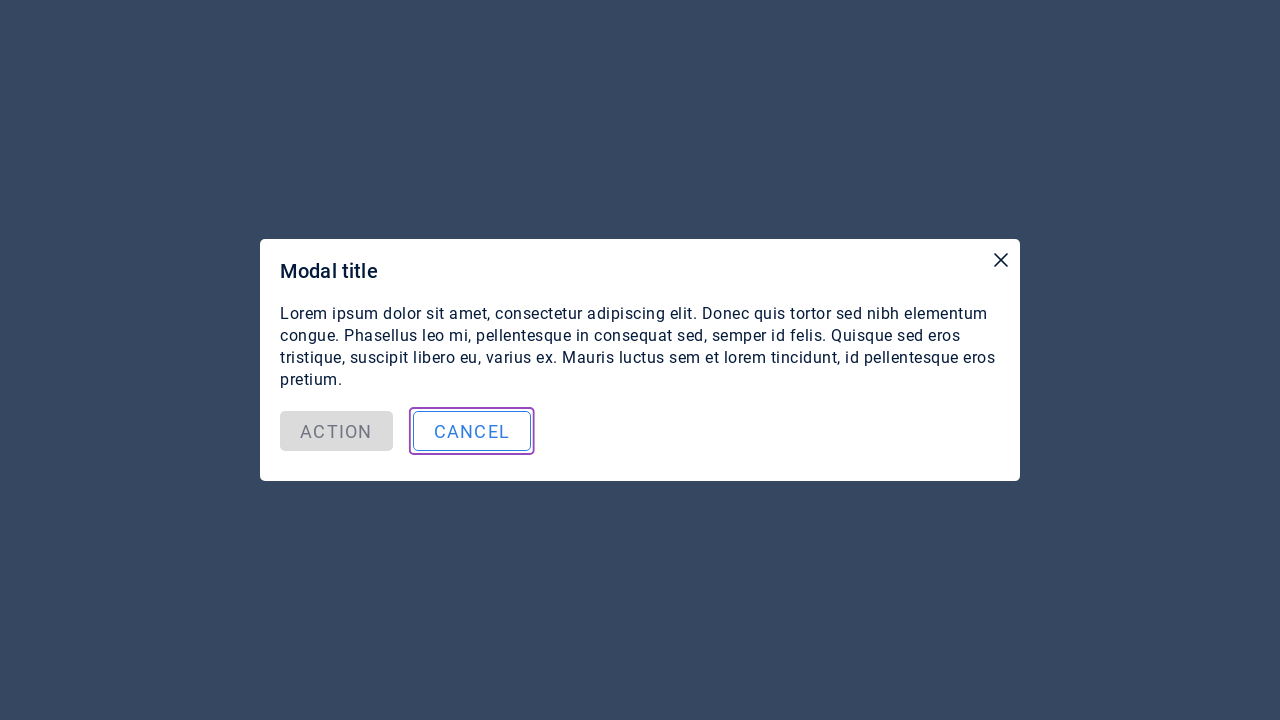 Modal title
Lorem ipsum dolor sit amet, consectetur adipiscing elit. Donec quis tortor sed nibh elementum
congue. Phasellus leo mi, pellentesque in consequat sed, semper id felis. Quisque sed eros
tristique, suscipit libero eu, varius ex. Mauris luctus sem et lorem tincidunt, id pellentesque eros
pretium.
ACTION CANCEL